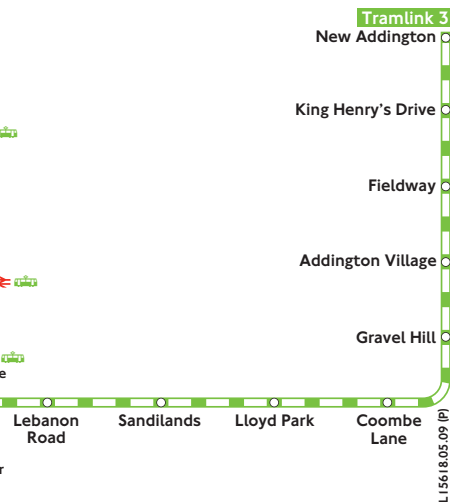 Tramlink 3
New Addington
King Henry's Drive
Fieldway
Addington Village
Gravel Hill
e
Lebanon
Road
Sandilands
Lloyd Park
Coombe
Lane
r
L15618.05.09 (P)